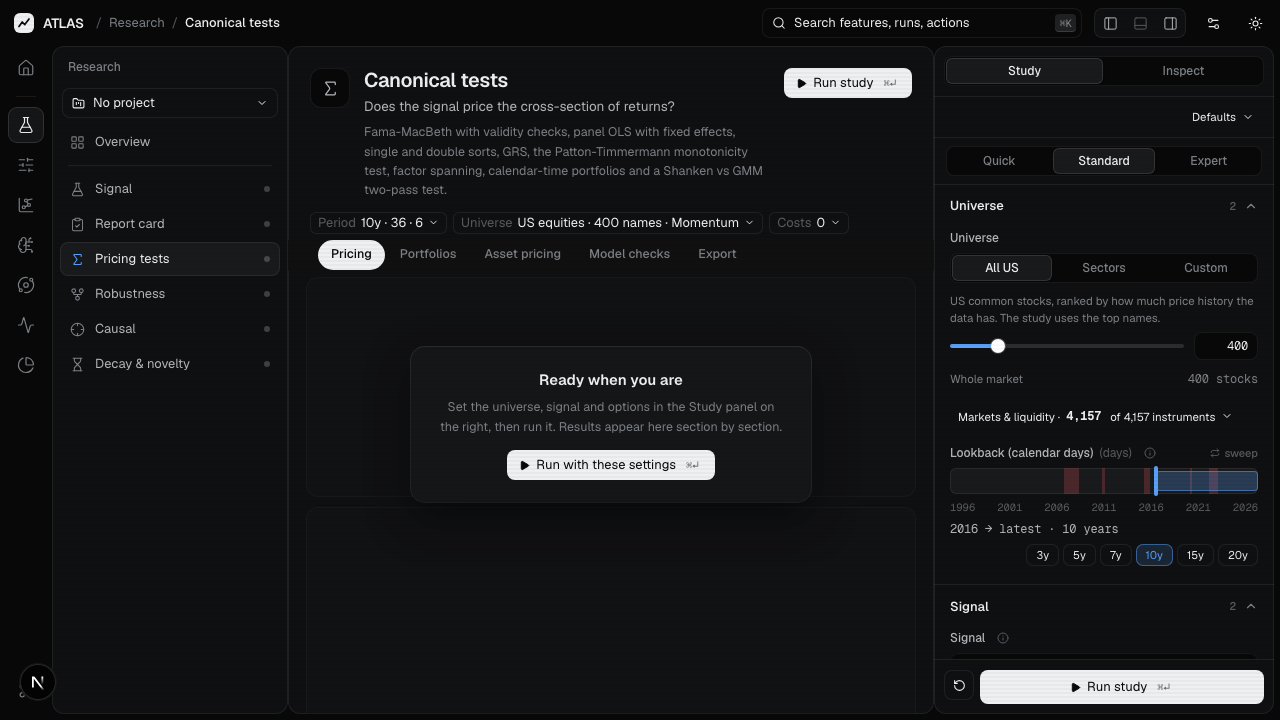 ATLAS / Research / Canonical tests
Search features, runs, actions ⌘K
Research
No project
Overview
Signal
Report card
Pricing tests
Robustness
Causal
Decay & novelty
Canonical tests
Run study ⌘↵
Does the signal price the cross-section of returns?
Fama-MacBeth with validity checks, panel OLS with fixed effects,
single and double sorts, GRS, the Patton-Timmermann monotonicity
test, factor spanning, calendar-time portfolios and a Shanken vs GMM
two-pass test.
Period 10y · 36 · 6
Universe US equities · 400 names · Momentum
Costs 0
Pricing Portfolios Asset pricing Model checks Export
Ready when you are
Set the universe, signal and options in the Study panel on
the right, then run it. Results appear here section by section.
Run with these settings ⌘↵
Study Inspect
Defaults
Quick Standard Expert
Universe 2
Universe
All US Sectors Custom
US common stocks, ranked by how much price history the
data has. The study uses the top names.
400
Whole market 400 stocks
Markets & liquidity · 4,157 of 4,157 instruments
Lookback (calendar days) (days) sweep
1996 2001 2006 2011 2016 2021 2026
2016 → latest · 10 years
3y 5y 7y 10y 15y 20y
Signal 2
Signal
Run study ⌘↵
N